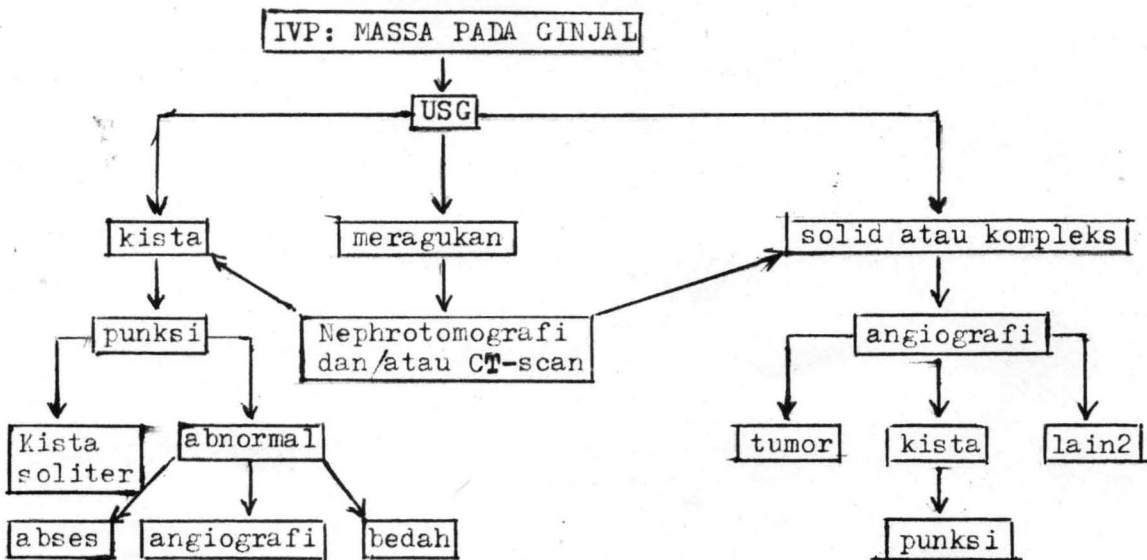 IVP: MASSA PADA GINJAL
USG
kista
meragukan
solid atau kompleks
punksi
Nephrotomografi
dan/atau CT-scan
angiografi
Kista
soliter
abnormal
tumor
kista
lain2
abses
angiografi
bedah
punksi